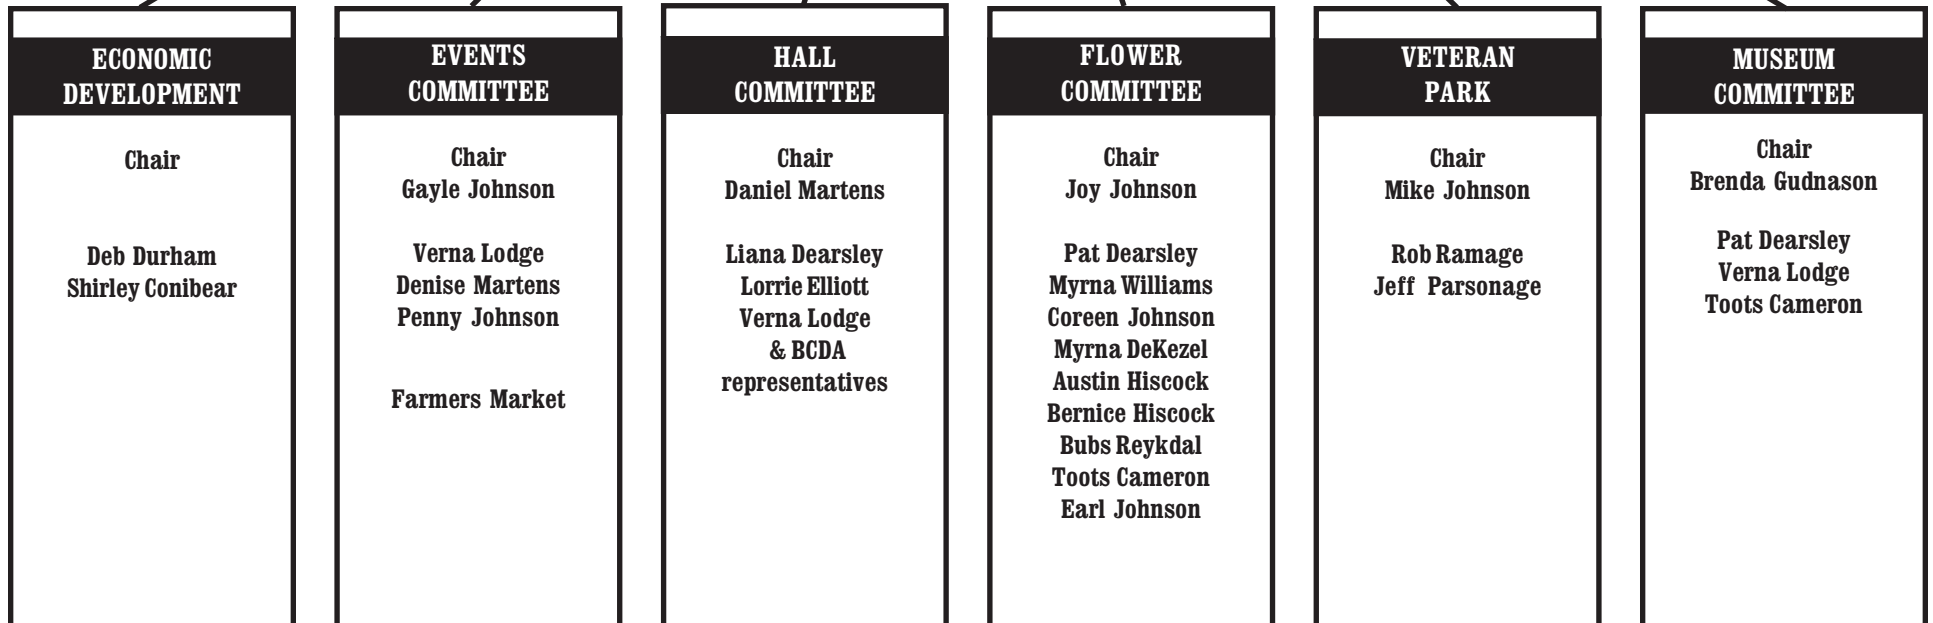 ECONOMIC
DEVELOPMENT
Chair
Deb Durham
Shirley Conibear
EVENTS
COMMITTEE
Chair
Gayle Johnson
Verna Lodge
Denise Martens
Penny Johnson
Farmers Market
HALL
COMMITTEE
Chair
Daniel Martens
Liana Dearsley
Lorrie Elliott
Verna Lodge
& BCDA
representatives
FLOWER
COMMITTEE
Chair
Joy Johnson
Pat Dearsley
Myrna Williams
Coreen Johnson
Myrna DeKezel
Austin Hiscock
Bernice Hiscock
Bubs Reykdal
Toots Cameron
Earl Johnson
VETERAN
PARK
Chair
Mike Johnson
Rob Ramage
Jeff Parsonage
MUSEUM
COMMITTEE
Chair
Brenda Gudnason
Pat Dearsley
Verna Lodge
Toots Cameron